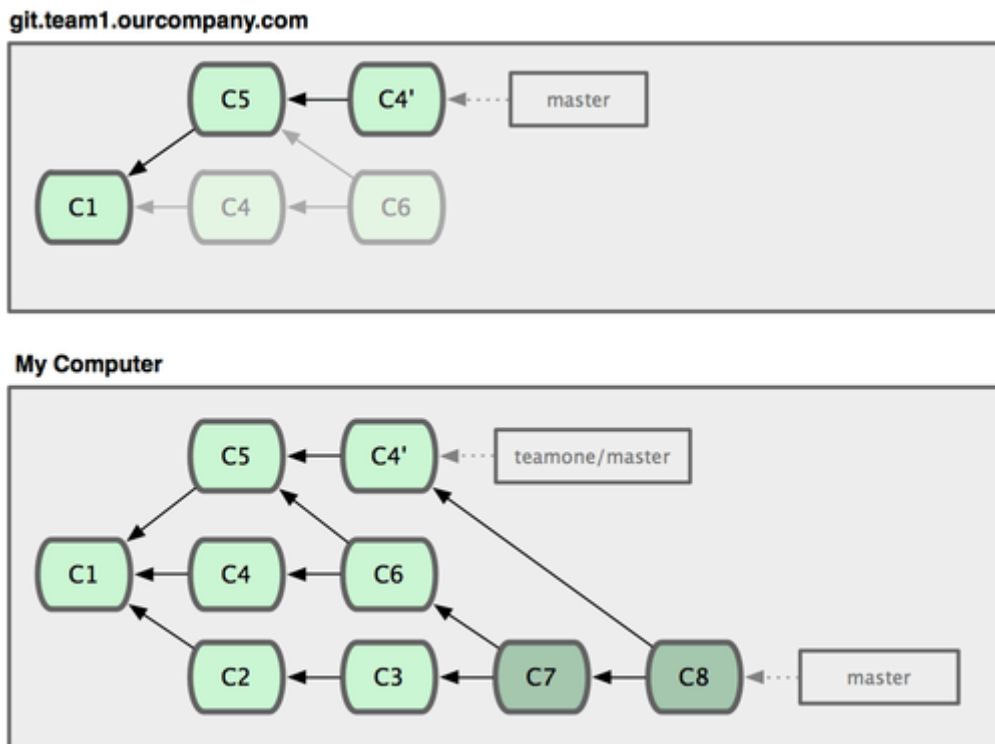 git.team1.ourcompany.com
C5 C4' master
C1 C4 C6
My Computer
C5 C4' teamone/master
C1 C4 C6
C2 C3 C7 C8 master